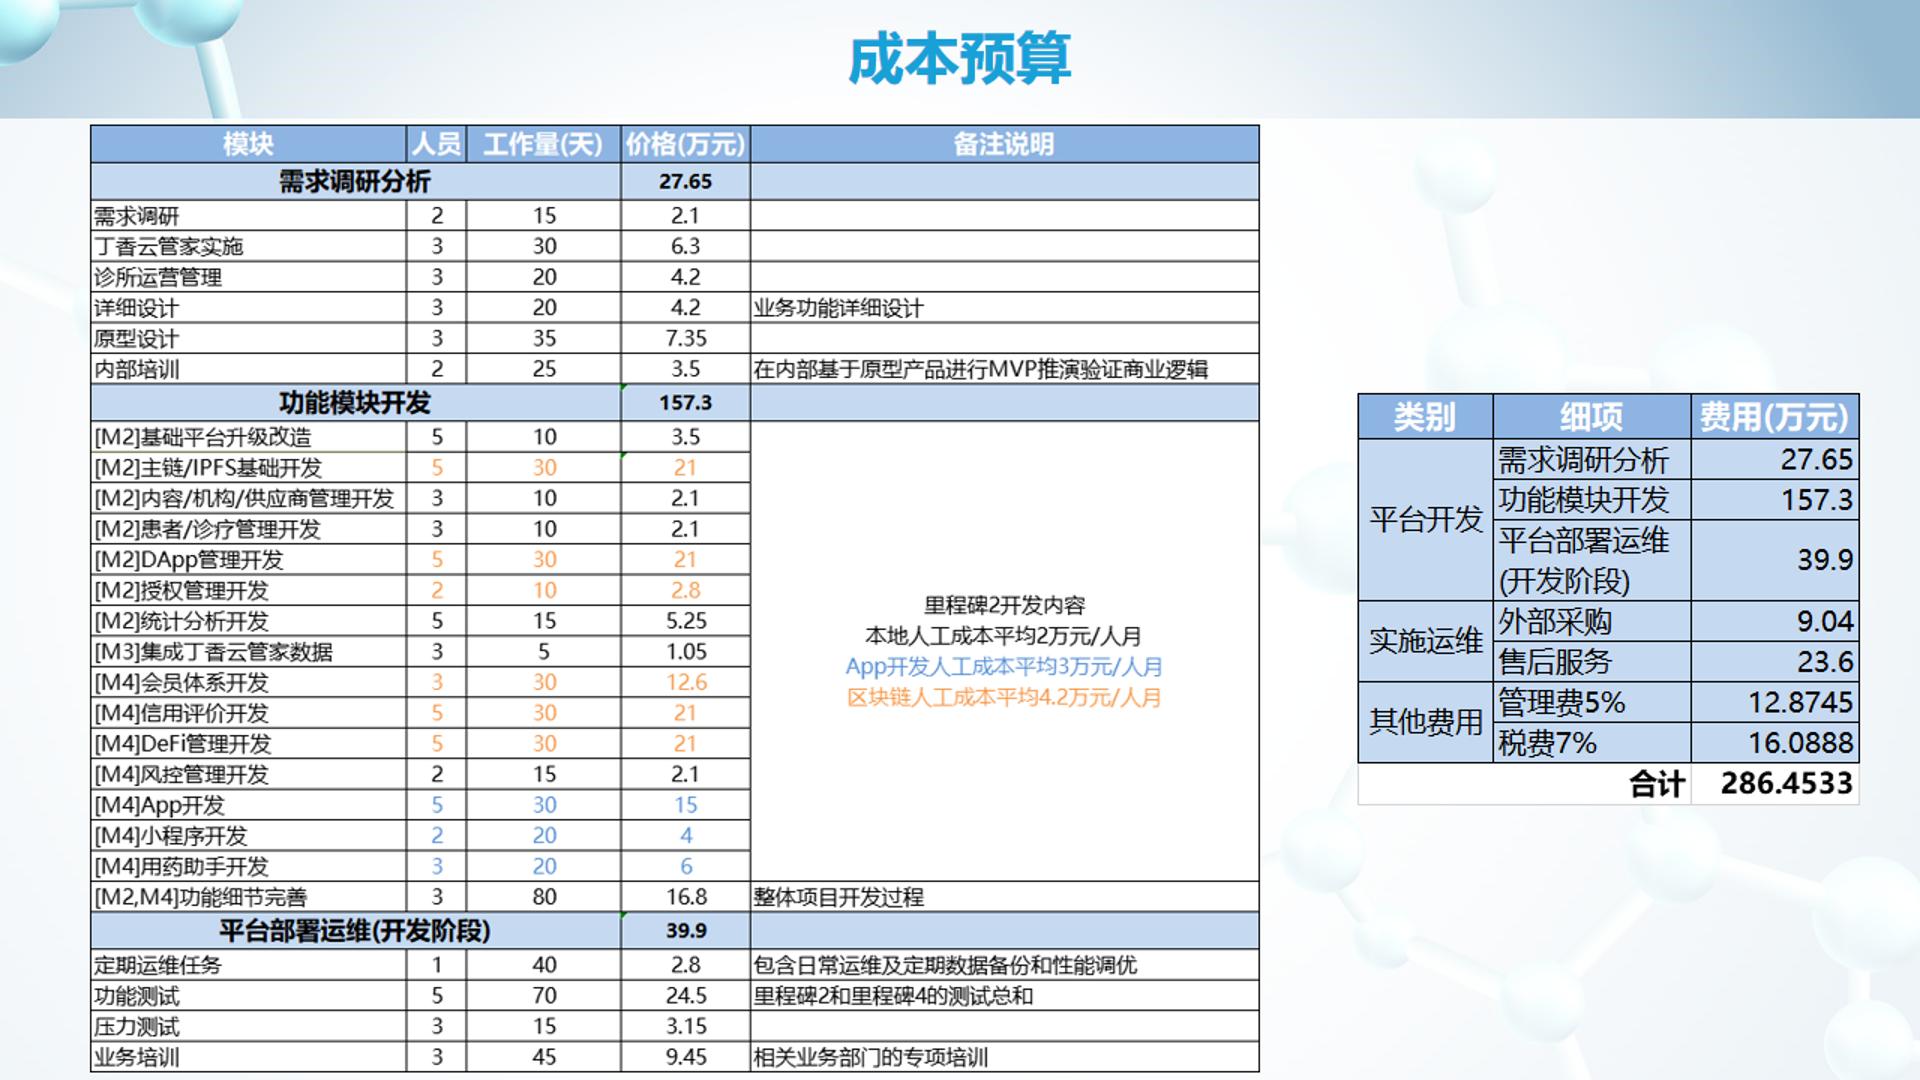 成本预算
模块 人员 工作量(天) 价格(万元) 备注说明
需求调研分析 27.65
需求调研 2 15 2.1
丁香云管家实施 3 30 6.3
诊所运营管理 3 20 4.2
详细设计 3 20 4.2 业务功能详细设计
原型设计 3 35 7.35
内部培训 2 25 3.5 在内部基于原型产品进行MVP推演验证商业逻辑
功能模块开发 157.3
[M2]基础平台升级改造 5 10 3.5
[M2]主链/IPFS基础开发 5 30 21
[M2]内容/机构/供应商管理开发 3 10 2.1
[M2]患者/诊疗管理开发 3 10 2.1
[M2]DApp管理开发 5 30 21
[M2]授权管理开发 2 10 2.8
[M2]统计分析开发 5 15 5.25
[M3]集成丁香云管家数据 3 5 1.05
[M4]会员体系开发 3 30 12.6
[M4]信用评价开发 5 30 21
[M4]DeFi管理开发 5 30 21
[M4]风控管理开发 2 15 2.1
[M4]App开发 5 30 15
[M4]小程序开发 2 20 4
[M4]用药助手开发 3 20 6
里程碑2开发内容
本地人工成本平均2万元/人月
App开发人工成本平均3万元/人月
区块链人工成本平均4.2万元/人月
[M2,M4]功能细节完善 3 80 16.8 整体项目开发过程
平台部署运维(开发阶段) 39.9
定期运维任务 1 40 2.8 包含日常运维及定期数据备份和性能调优
功能测试 5 70 24.5 里程碑2和里程碑4的测试总和
压力测试 3 15 3.15
业务培训 3 45 9.45 相关业务部门的专项培训
类别 细项 费用(万元)
平台开发 需求调研分析 27.65
功能模块开发 157.3
平台部署运维
(开发阶段) 39.9
实施运维 外部采购 9.04
售后服务 23.6
其他费用 管理费5% 12.8745
税费7% 16.0888
合计 286.4533